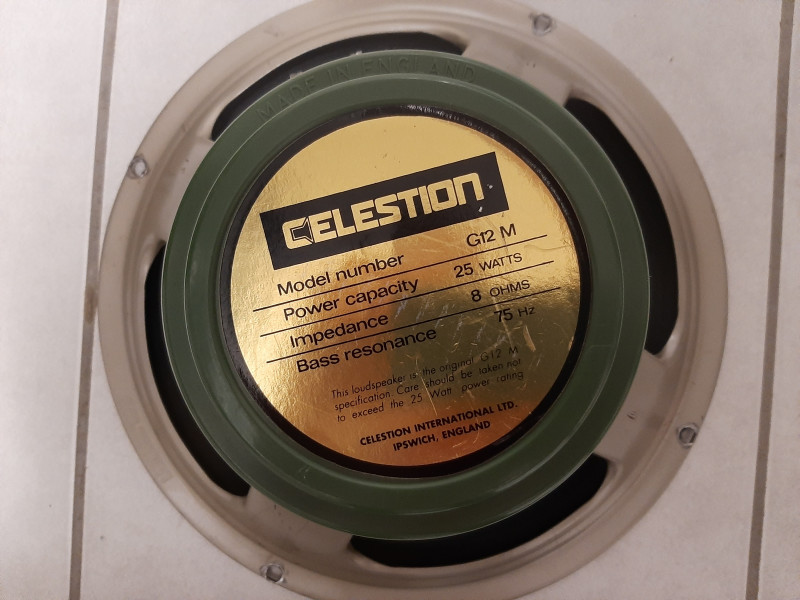 MADE IN ENGLAND
CELESTION
Model number G12 M
Power capacity 25 WATTS
Impedance 8 OHMS
Bass resonance 75 Hz
This loudspeaker is the original G12 M
specification. Care should be taken not
to exceed the 25 Watt power rating
CELESTION INTERNATIONAL LTD.
IPSWICH, ENGLAND